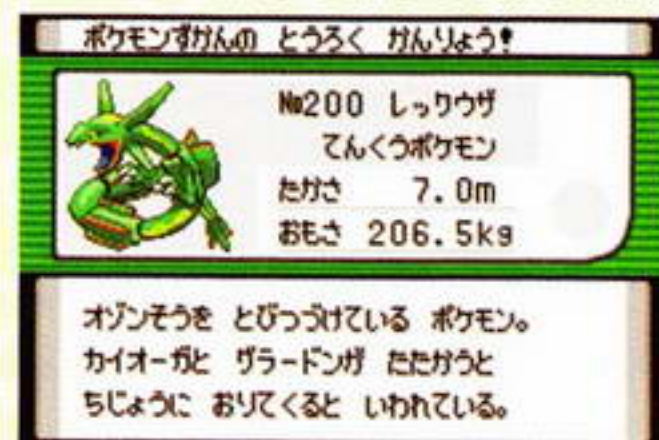 ポケモンずかんの とうろく かんりょう!
№200 レックウザ
てんくうポケモン
たかさ 7.0m
おもさ 206.5kg
オゾンそうを とびつづけている ポケモン。
カイオーガと グラードンが たたかうと
ちじょうに おりてくると いわれている。